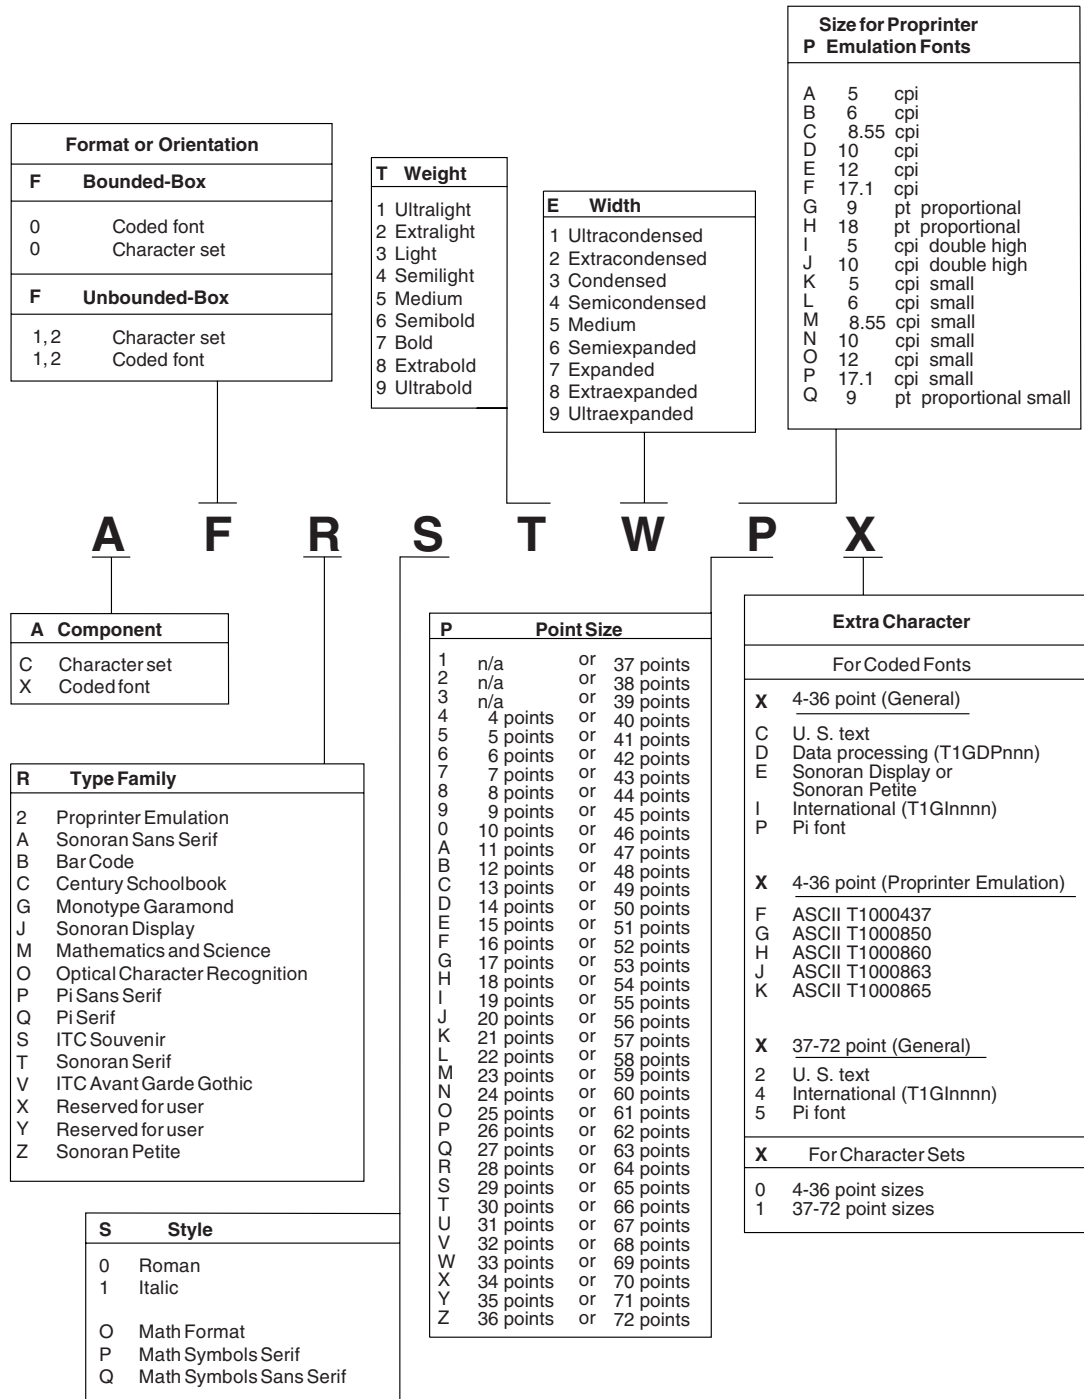 Size for Proprinter
P Emulation Fonts
A 5 cpi
B 6 cpi
C 8.55 cpi
D 10 cpi
E 12 cpi
F 17.1 cpi
G 9 pt proportional
H 18 pt proportional
I 5 cpi double high
J 10 cpi double high
K 5 cpi small
L 6 cpi small
M 8.55 cpi small
N 10 cpi small
O 12 cpi small
P 17.1 cpi small
Q 9 pt proportional small
Format or Orientation
F Bounded-Box
0 Coded font
0 Character set
F Unbounded-Box
1,2 Character set
1,2 Coded font
T Weight
1 Ultralight
2 Extralight
3 Light
4 Semilight
5 Medium
6 Semibold
7 Bold
8 Extrabold
9 Ultrabold
E Width
1 Ultracondensed
2 Extracondensed
3 Condensed
4 Semicondensed
5 Medium
6 Semiexpanded
7 Expanded
8 Extraexpanded
9 Ultraexpanded
A F R S T W P X
A Component
C Character set
X Coded font
R Type Family
2 Proprinter Emulation
A Sonoran Sans Serif
B Bar Code
C Century Schoolbook
G Monotype Garamond
J Sonoran Display
M Mathematics and Science
O Optical Character Recognition
P Pi Sans Serif
Q Pi Serif
S ITC Souvenir
T Sonoran Serif
V ITC Avant Garde Gothic
X Reserved for user
Y Reserved for user
Z Sonoran Petite
S Style
0 Roman
1 Italic
O Math Format
P Math Symbols Serif
Q Math Symbols Sans Serif
P Point Size
1 n/a or 37 points
2 n/a or 38 points
3 n/a or 39 points
4 4 points or 40 points
5 5 points or 41 points
6 6 points or 42 points
7 7 points or 43 points
8 8 points or 44 points
9 9 points or 45 points
0 10 points or 46 points
A 11 points or 47 points
B 12 points or 48 points
C 13 points or 49 points
D 14 points or 50 points
E 15 points or 51 points
F 16 points or 52 points
G 17 points or 53 points
H 18 points or 54 points
I 19 points or 55 points
J 20 points or 56 points
K 21 points or 57 points
L 22 points or 58 points
M 23 points or 59 points
N 24 points or 60 points
O 25 points or 61 points
P 26 points or 62 points
Q 27 points or 63 points
R 28 points or 64 points
S 29 points or 65 points
T 30 points or 66 points
U 31 points or 67 points
V 32 points or 68 points
W 33 points or 69 points
X 34 points or 70 points
Y 35 points or 71 points
Z 36 points or 72 points
Extra Character
For Coded Fonts
X 4-36 point (General)
C U. S. text
D Data processing (T1GDPnnn)
E Sonoran Display or
Sonoran Petite
I International (T1GInnnn)
P Pi font
X 4-36 point (Proprinter Emulation)
F ASCII T1000437
G ASCII T1000850
H ASCII T1000860
J ASCII T1000863
K ASCII T1000865
X 37-72 point (General)
2 U. S. text
4 International (T1GInnnn)
5 Pi font
X For Character Sets
0 4-36 point sizes
1 37-72 point sizes